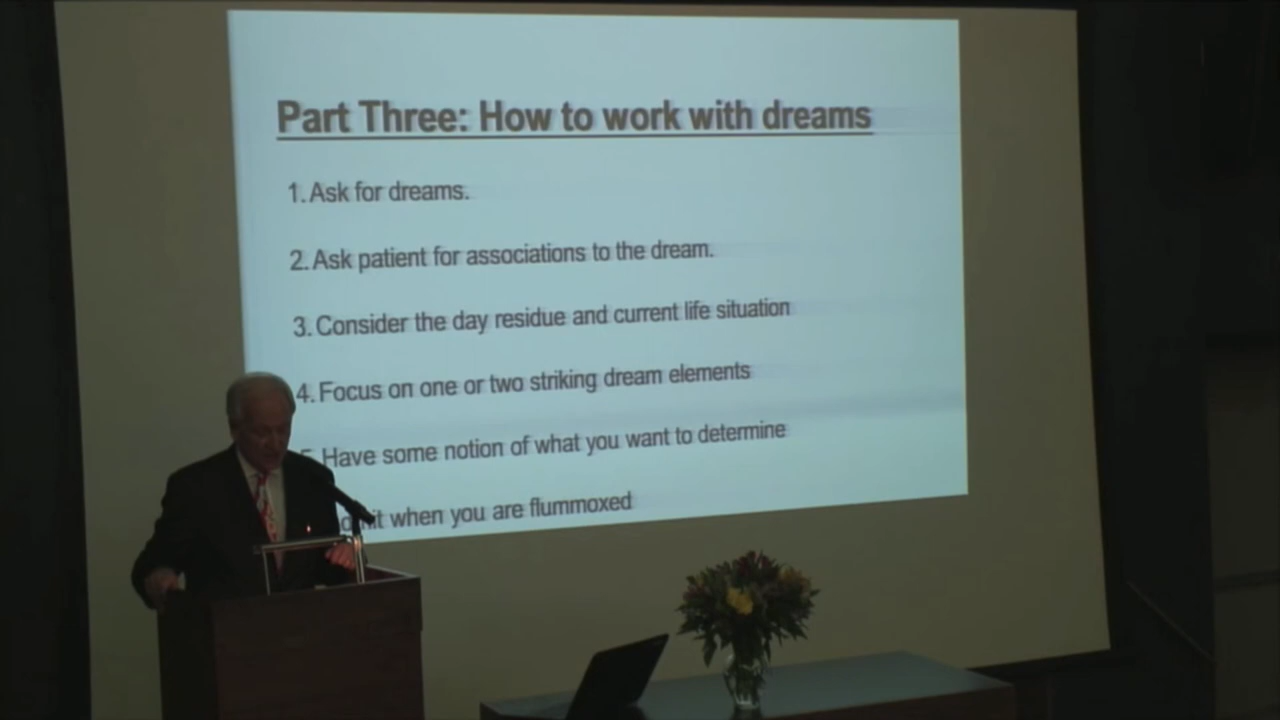 Part Three: How to work with dreams
1. Ask for dreams.
2. Ask patient for associations to the dream.
3. Consider the day residue and current life situation
4. Focus on one or two striking dream elements
Have some notion of what you want to determine
when you are flummoxed